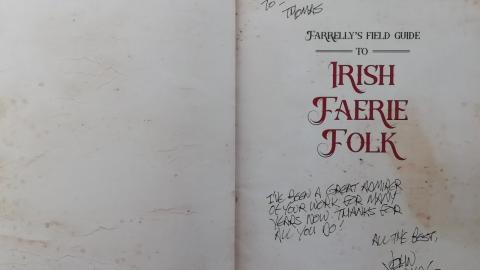 TO-
THOMAS
FARRELLY'S FIELD GUIDE
TO
IRISH
FAERIE
FOLK
I'VE BEEN A GREAT ADMIRER
OF YOUR WORK FOR MANY
YEARS NOW. THANKS FOR
ALL YOU DO!
ALL THE BEST,
JOHN